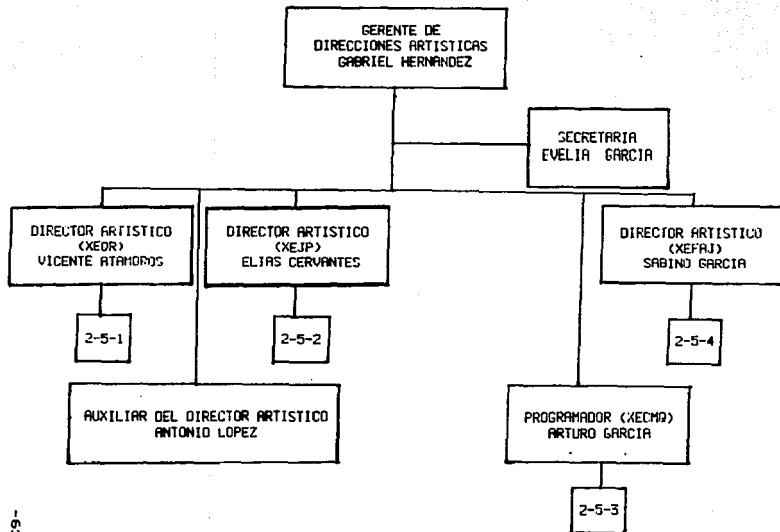 GERENTE DE
DIRECCIONES ARTISTICAS
GABRIEL HERNANDEZ
SECRETARIA
EVELIA GARCIA
DIRECTOR ARTISTICO
(XEDR)
VICENTE ATAMOROS
DIRECTOR ARTISTICO
(XEJP)
ELIAS CERVANTES
DIRECTOR ARTISTICO
(XEFAJ)
SABINO GARCIA
2-5-1
2-5-2
2-5-4
AUXILIAR DEL DIRECTOR ARTISTICO
ANTONIO LOPEZ
PROGRAMADOR (XECMQ)
ARTURO GARCIA
2-5-3